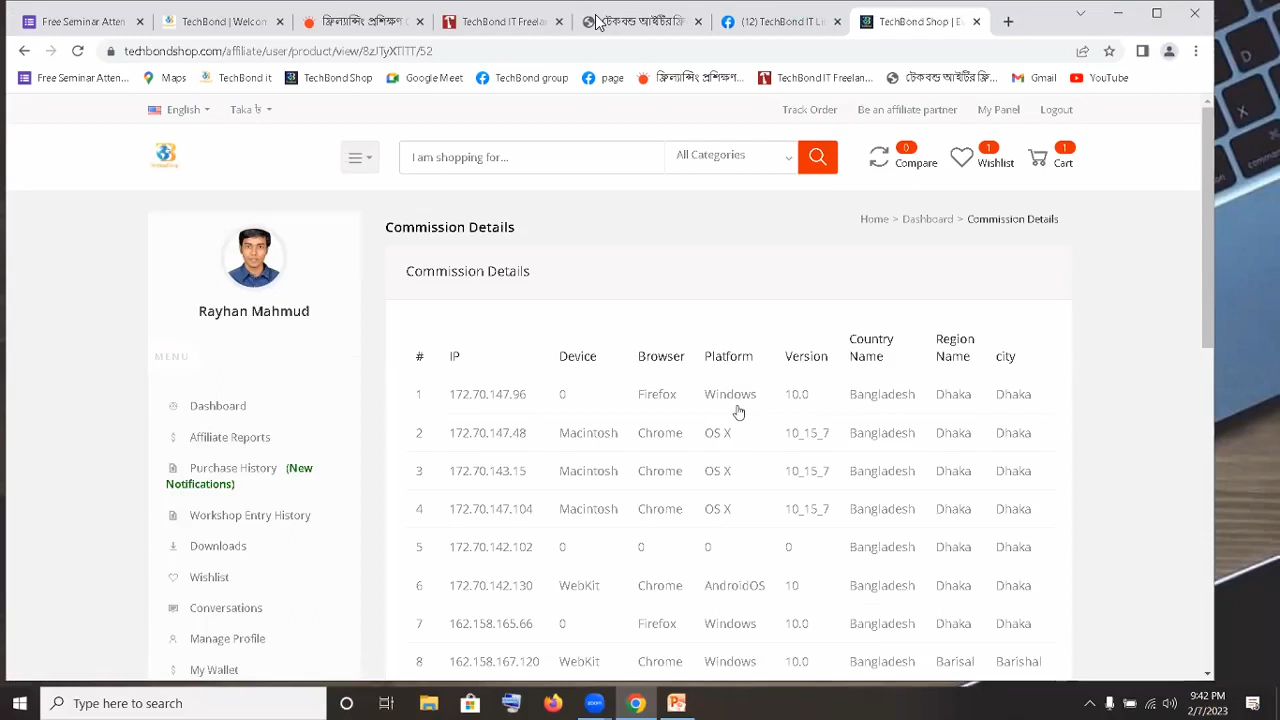 TechBond | Welcon
ফ্রিল্যান্সিং প্রশিক্ষণ
TechBond IT Freelan
টেকবন্ড আইটির ফ্রি
(12) TechBond IT Li
TechBond Shop | E
Free Seminar Atten
techbondshop.com/affiliate/user/product/view/8zJTyXTlTT/52
Free Seminar Atten...
Maps
TechBond it
TechBond Shop
Google Meet
TechBond group
page
ফ্রিল্যান্সিং প্রশিক্ষণ...
TechBond IT Freelan...
টেকবন্ড আইটির ফ্রি...
Gmail
YouTube
English
Taka ৳
Track Order
Be an affiliate partner
My Panel
Logout
I am shopping for...
All Categories
0
Compare
1
Wishlist
1
Cart
Rayhan Mahmud
MENU
Dashboard
Affiliate Reports
Purchase History (New
Notifications)
Workshop Entry History
Downloads
Wishlist
Conversations
Manage Profile
My Wallet
Commission Details
Home > Dashboard > Commission Details
Commission Details
# IP Device Browser Platform Version Country Name Region Name city
1 172.70.147.96 0 Firefox Windows 10.0 Bangladesh Dhaka Dhaka
2 172.70.147.48 Macintosh Chrome OS X 10_15_7 Bangladesh Dhaka Dhaka
3 172.70.143.15 Macintosh Chrome OS X 10_15_7 Bangladesh Dhaka Dhaka
4 172.70.147.104 Macintosh Chrome OS X 10_15_7 Bangladesh Dhaka Dhaka
5 172.70.142.102 0 0 0 0 Bangladesh Dhaka Dhaka
6 172.70.142.130 WebKit Chrome AndroidOS 10 Bangladesh Dhaka Dhaka
7 162.158.165.66 0 Firefox Windows 10.0 Bangladesh Dhaka Dhaka
8 162.158.167.120 WebKit Chrome Windows 10.0 Bangladesh Barisal Barishal
Type here to search
zoom
9:42 PM
2/7/2023